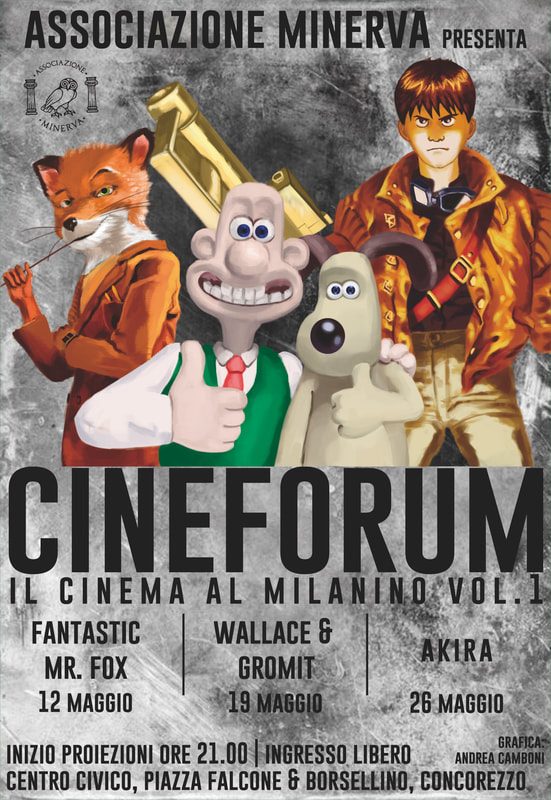 ASSOCIAZIONE MINERVA PRESENTA
ASSOCIAZIONE
• MINERVA •
CINEFORUM
IL CINEMA AL MILANINO VOL.1
FANTASTIC
MR. FOX
12 MAGGIO
WALLACE &
GROMIT
19 MAGGIO
AKIRA
26 MAGGIO
INIZIO PROIEZIONI ORE 21.00 | INGRESSO LIBERO
CENTRO CIVICO, PIAZZA FALCONE & BORSELLINO, CONCOREZZO
GRAFICA:
ANDREA CAMBONI